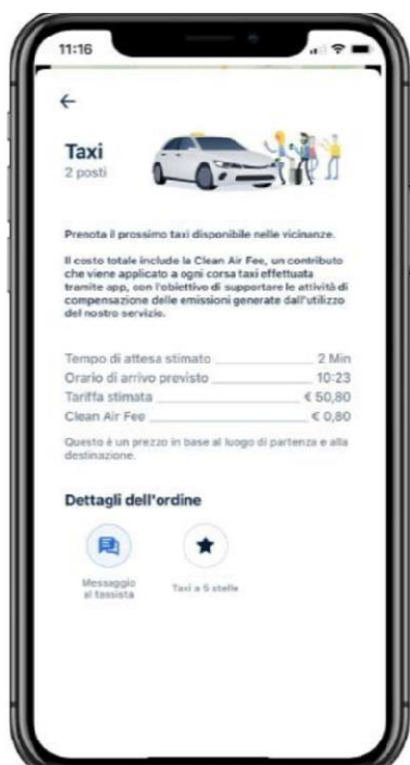 11:16
Taxi
2 posti
Prenota il prossimo taxi disponibile nelle vicinanze.
Il costo totale include la Clean Air Fee, un contributo
che viene applicato a ogni corsa taxi effettuata
tramite app, con l'obiettivo di supportare le attività di
compensazione delle emissioni generate dall'utilizzo
del nostro servizio.
Tempo di attesa stimato 2 Min
Orario di arrivo previsto 10:23
Tariffa stimata € 50,80
Clean Air Fee € 0,80
Questo è un prezzo in base al luogo di partenza e alla
destinazione.
Dettagli dell'ordine
Messaggio
al tassista
Taxi a 5 stelle